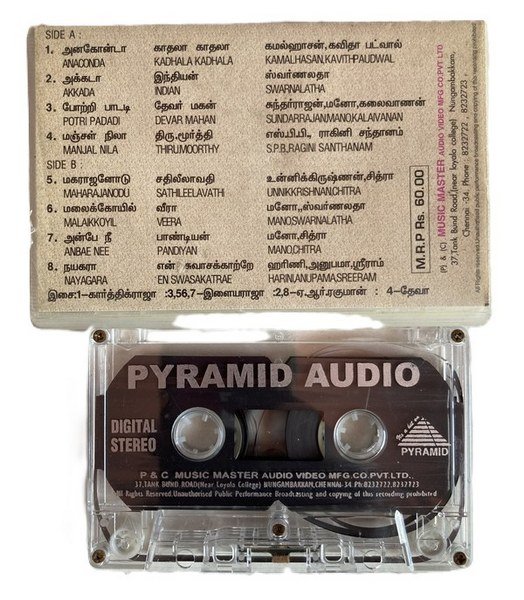 SIDE A :
1. அனகோண்டா காதலா காதலா கமல்ஹாசன்,கவிதா பட்வால்
ANACONDA KADHALA KADHALA KAMALHASAN,KAVITHPAUDWAL
2. அக்கடா இந்தியன் ஸ்வர்ணலதா
AKKADA INDIAN SWARNALATHA
3. போற்றி பாடடி தேவர் மகன் சுந்தர்ராஜன்,மனோ,கலைவாணன்
POTRI PADADI DEVAR MAHAN SUNDARRAJAN,MANO,KALAIVANAN
4. மஞ்சள் நிலா திரு.மூர்த்தி எஸ்.பி.பி., ராகினி சந்தானம்
MANJAL NILA THIRU.MOORTHY S.P.B,RAGINI SANTHANAM
SIDE B :
5. மகராஜனோடு சதிலீலாவதி உன்னிக்கிருஷ்ணன்,சித்ரா
MAHARAJANODU SATHILEELAVATHI UNNIKKRISHNAN,CHITRA
6. மலைக்கோயில் வீரா மனோ,,ஸ்வர்ணலதா
MALAIKKOYIL VEERA MANO,SWARNALATHA
7. அன்பே நீ பாண்டியன் மனோ,சித்ரா
ANBAE NEE PANDIYAN MANO,CHITRA
8. நயகரா என் சுவாசக்காற்றே ஹரிணி,அனுபமா,ஸ்ரீராம்
NAYAGARA EN SWASAKATRAE HARINI,ANUPAMA,SREERAM
இசை:1-கார்த்திக்ராஜா :3,56,7-இளையராஜா :2,8-ஏ.ஆர்.ரகுமான் : 4-தேவா
M.R.P Rs. 60.00
(P) & (C) MUSIC MASTER AUDIO VIDEO MFG.CO.PVT LTD
37,Tank Bund Road,(near loyola college) Nungambakkam,
Chennai -34. Phone : 8232722 , 8232723 ,
PYRAMID AUDIO
DIGITAL
STEREO
PYRAMID
P & C MUSIC MASTER AUDIO VIDEO MFG.CO.PVT.LTD.
37,TANK BUND ROAD(Near Loyola College) NUNGAMBAKKAM,CHENNAI-34 Ph:8232722,8232723
All Rights Reserved.Unauthorised Public Performance Broadcasting and copying of this recording prohibited